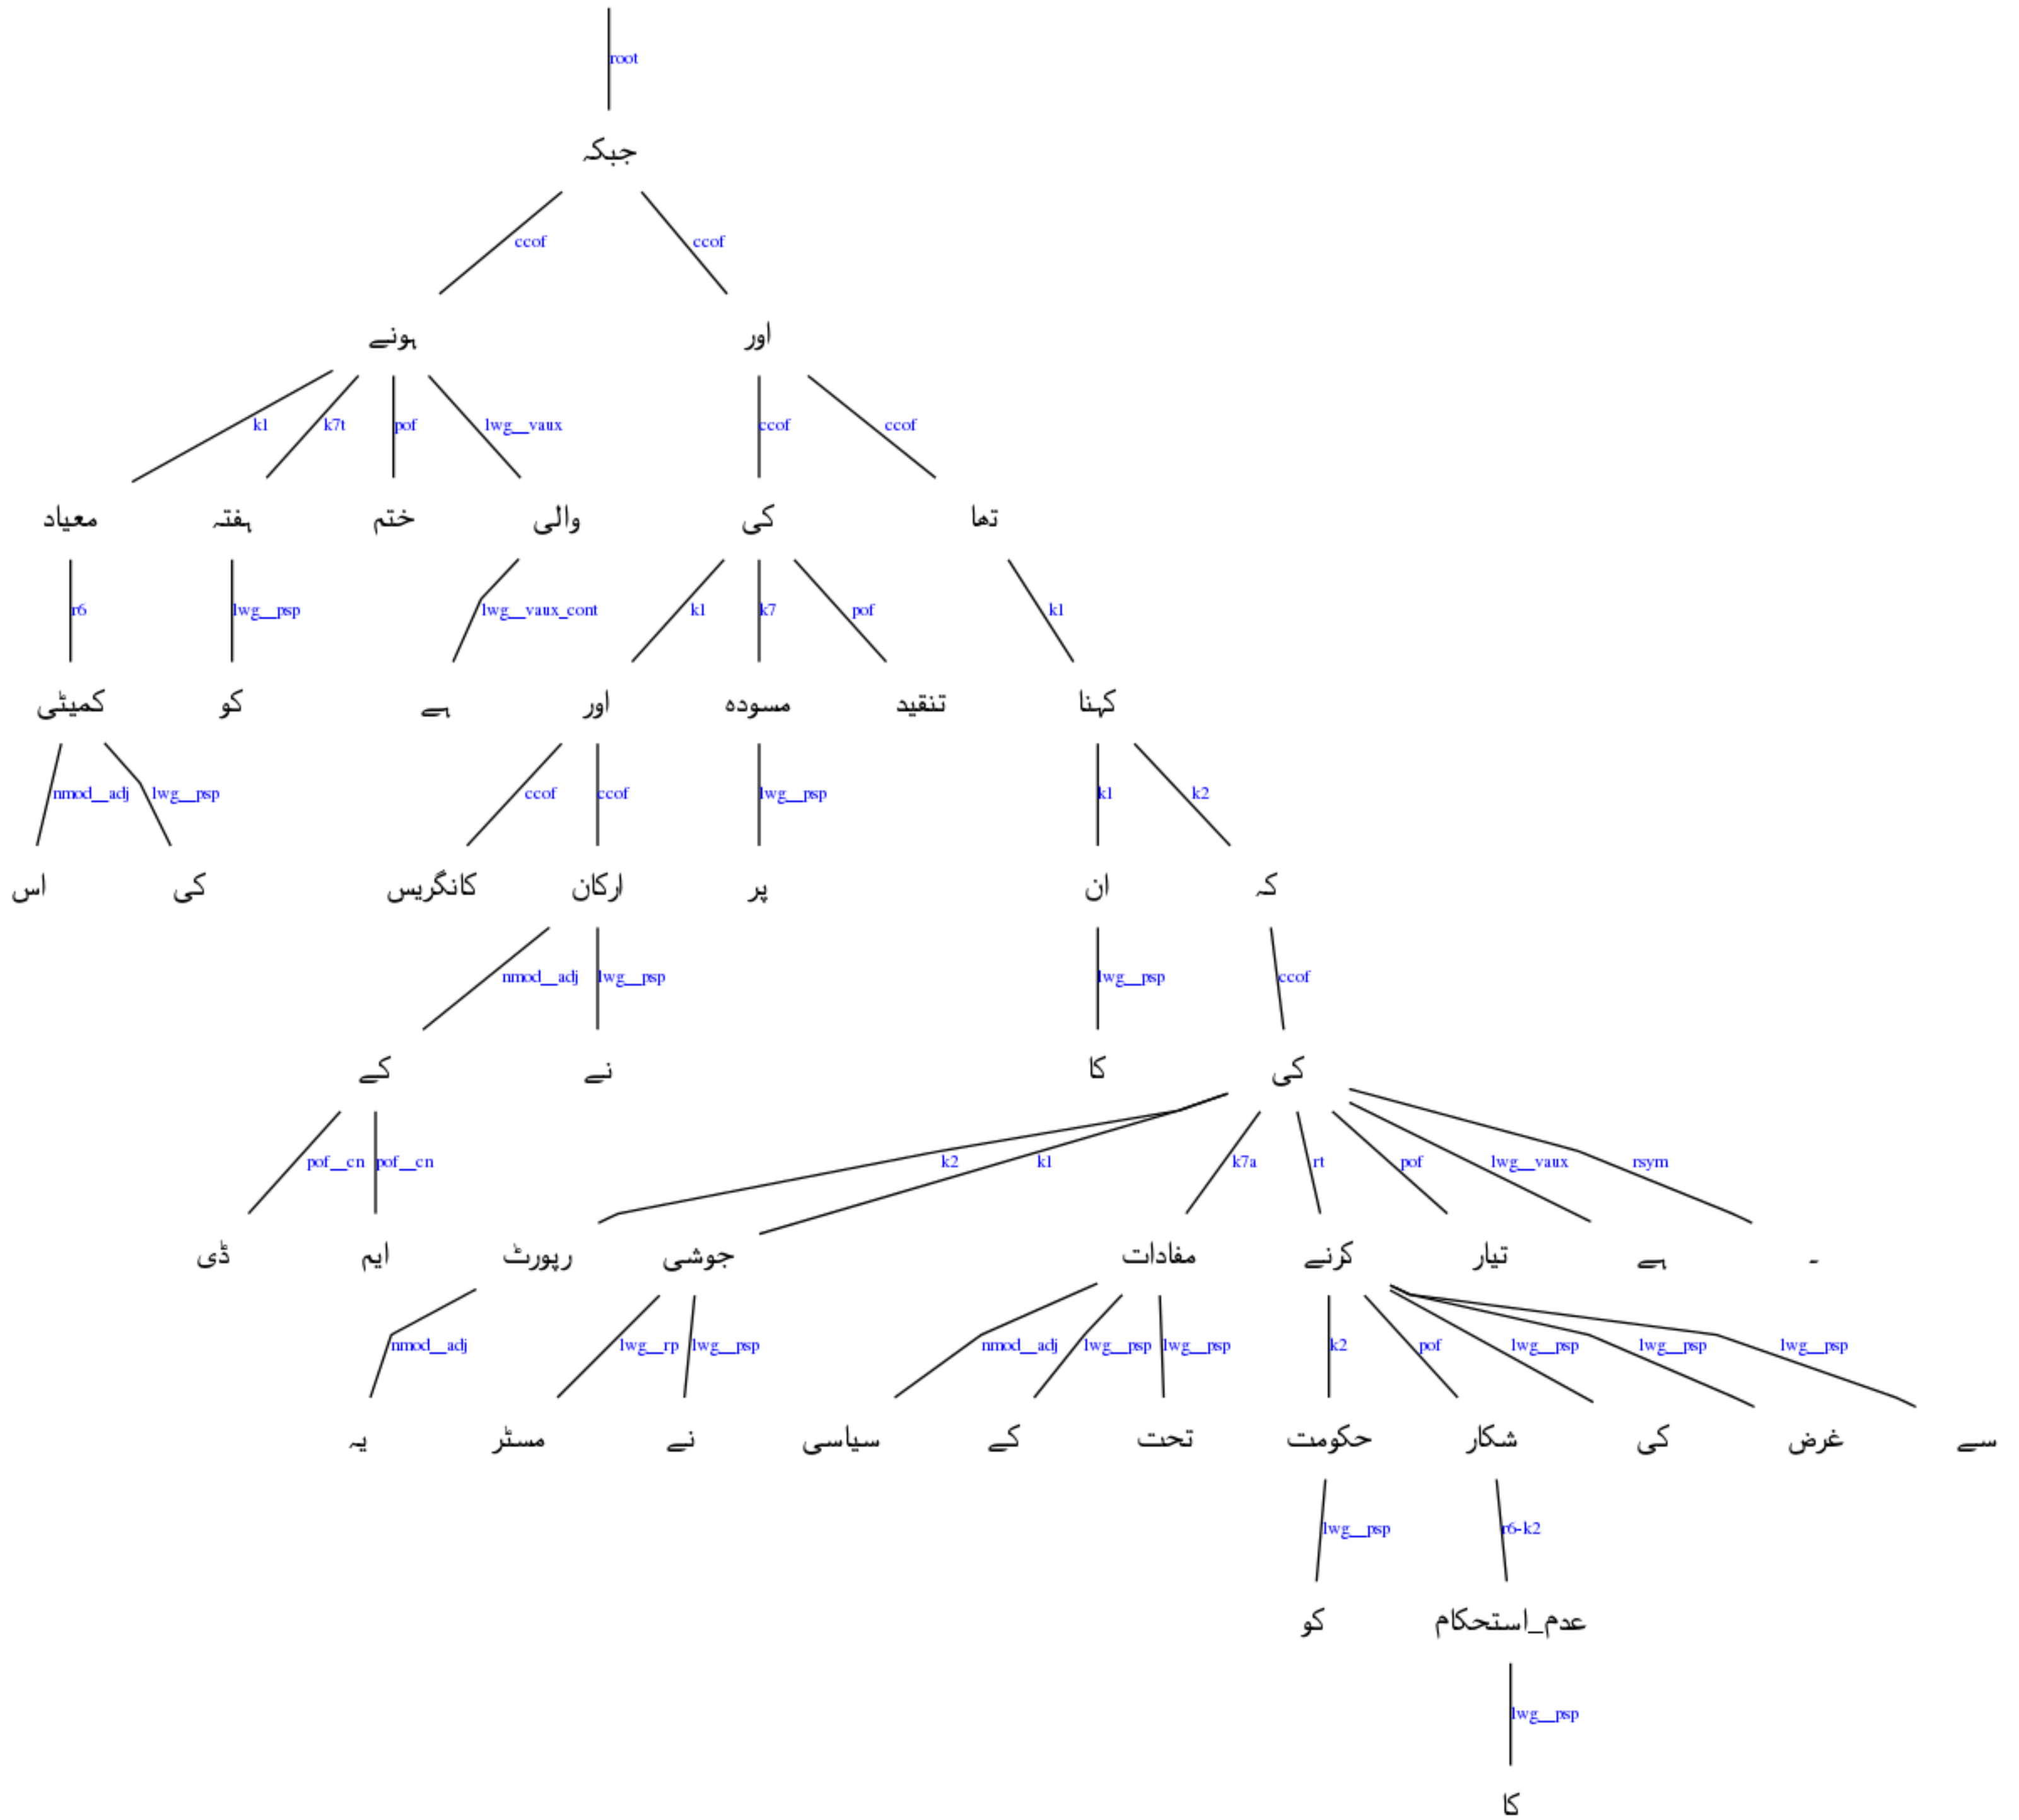 root
جبکہ
ccof ccof
ہونے اور
k1 k7t pof lwg__vaux ccof ccof
معیاد ہفتہ ختم والی کی تھا
r6 lwg__psp lwg__vaux_cont k1 k7 pof k1
کمیٹی کو ہے اور مسودہ تنقید کہنا
nmod__adj lwg__psp ccof ccof lwg__psp k1 k2
اس کی کانگریس ارکان پر ان کہ
nmod__adj lwg__psp lwg__psp ccof
کے نے کا کی
pof__cn pof__cn k2 k1 k7a rt pof lwg__vaux rsym
ڈی ایم رپورٹ جوشی مفادات کرنے تیار ہے ۔
nmod__adj lwg__rp lwg__psp nmod__adj lwg__psp lwg__psp k2 pof lwg__psp lwg__psp lwg__psp
یہ مسٹر نے سیاسی کے تحت حکومت شکار کی غرض سے
lwg__psp r6-k2
کو عدم_استحکام
lwg__psp
کا